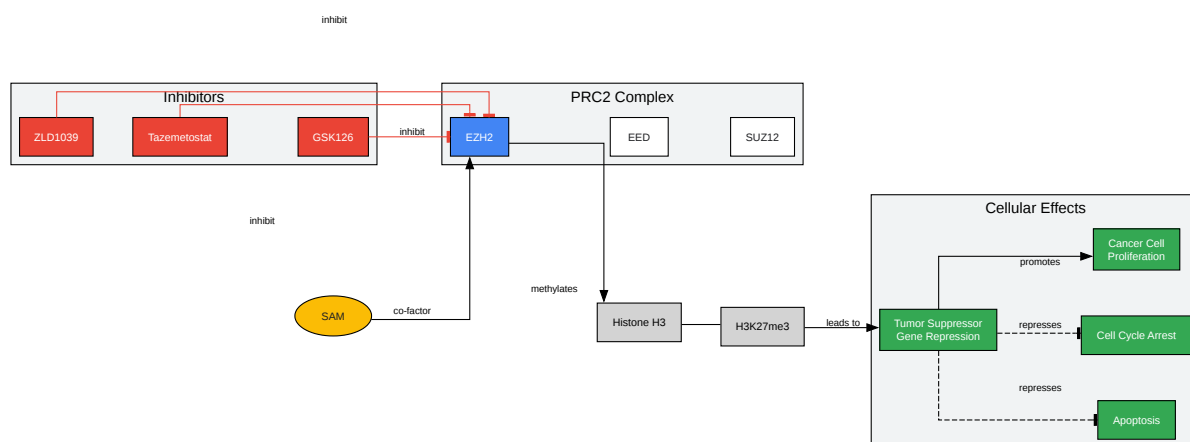 inhibit
Inhibitors
PRC2 Complex
ZLD1039
Tazemetostat
GSK126
inhibit
EZH2
EED
SUZ12
inhibit
Cellular Effects
Cancer Cell
Proliferation
promotes
methylates
SAM
co-factor
Histone H3
H3K27me3
leads to
Tumor Suppressor
Gene Repression
represses
Cell Cycle Arrest
represses
Apoptosis